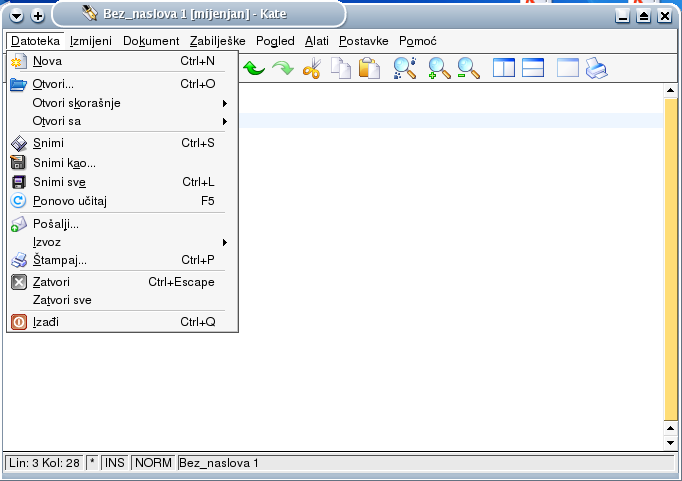 Bez_naslova 1 [mijenjan] - Kate
Datoteka Izmijeni Dokument Zabilješke Pogled Alati Postavke Pomoć
Nova Ctrl+N
Otvori... Ctrl+O
Otvori skorašnje
Otvori sa
Snimi Ctrl+S
Snimi kao...
Snimi sve Ctrl+L
Ponovo učitaj F5
Pošalji...
Izvoz
Štampaj... Ctrl+P
Zatvori Ctrl+Escape
Zatvori sve
Izađi Ctrl+Q
Lin: 3 Kol: 28 * INS NORM Bez_naslova 1